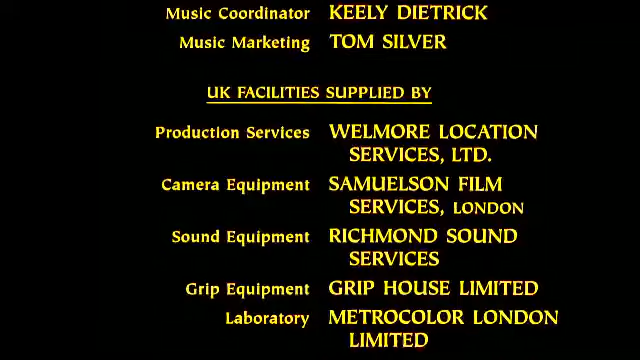 Music Coordinator KEELY DIETRICK
Music Marketing TOM SILVER
UK FACILITIES SUPPLIED BY
Production Services WELMORE LOCATION
SERVICES, LTD.
Camera Equipment SAMUELSON FILM
SERVICES, LONDON
Sound Equipment RICHMOND SOUND
SERVICES
Grip Equipment GRIP HOUSE LIMITED
Laboratory METROCOLOR LONDON
LIMITED